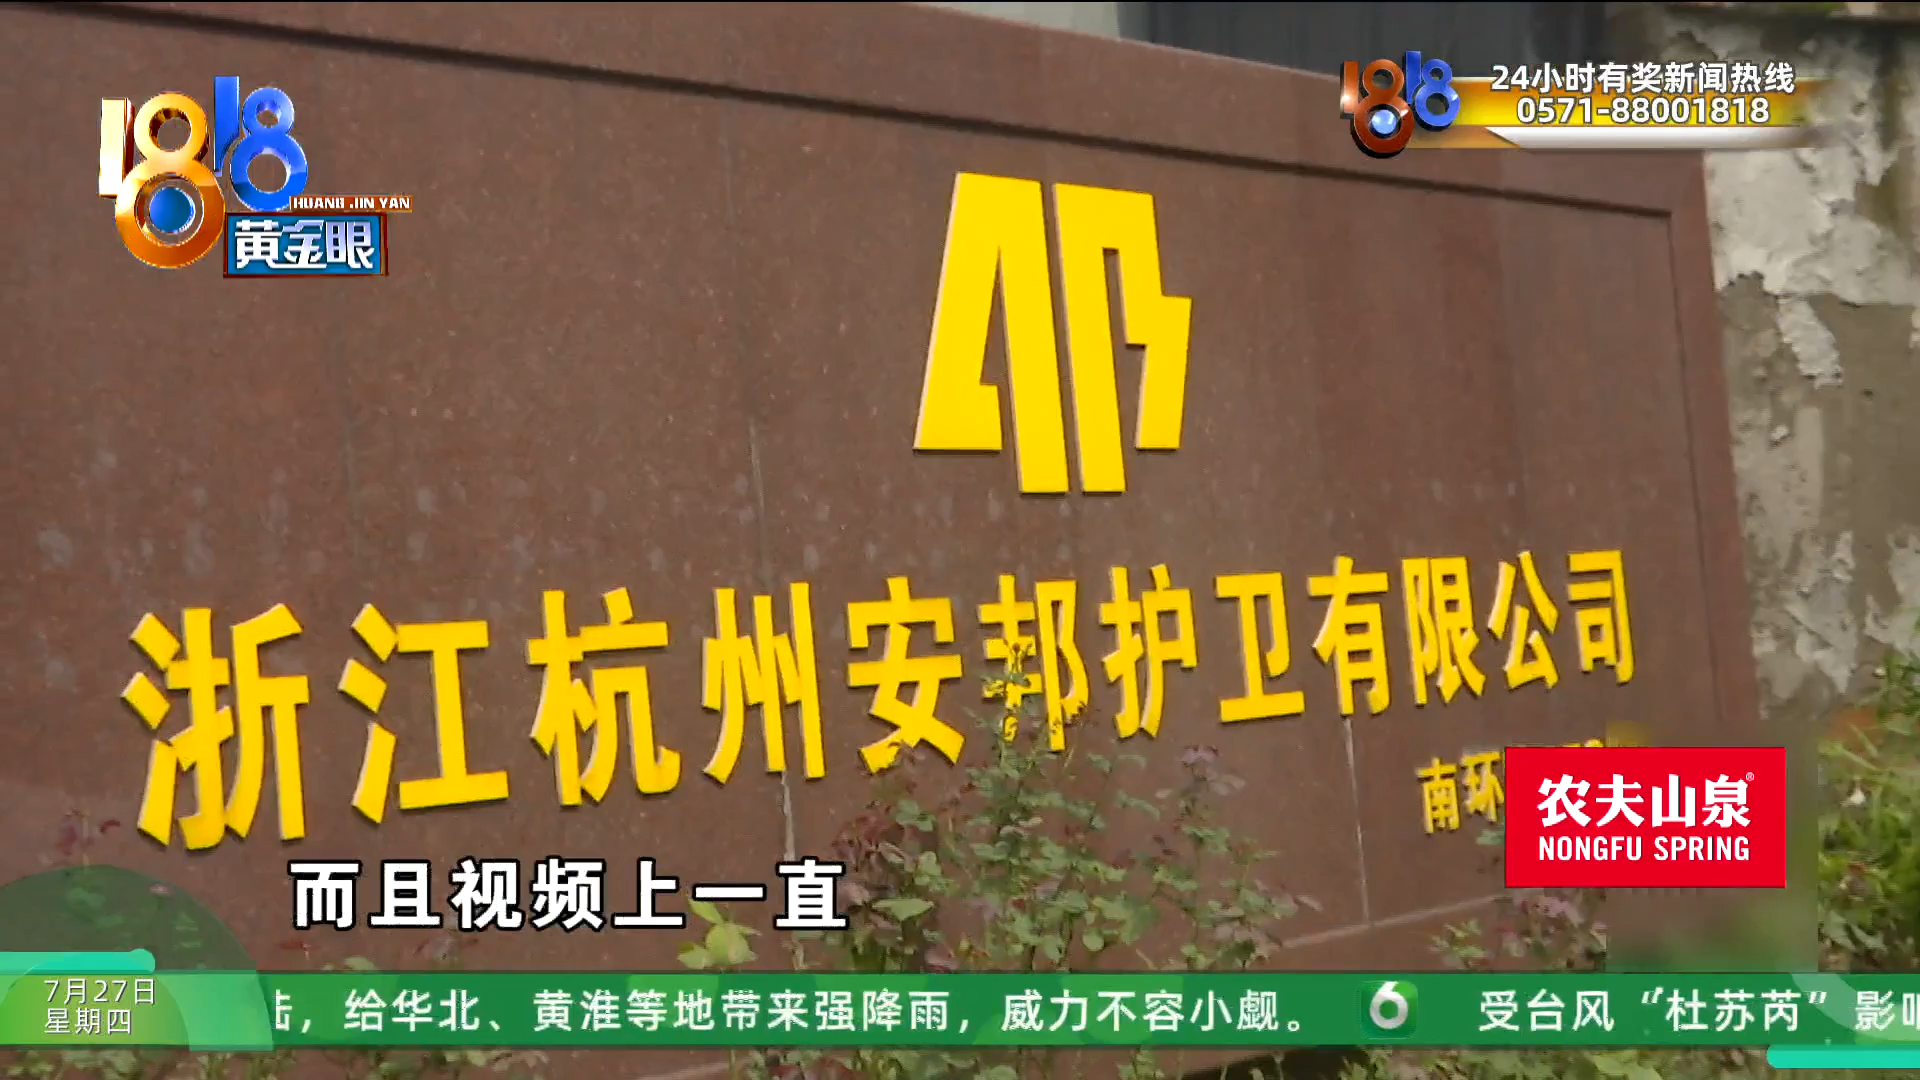 1818
HUANG JIN YAN
黄金眼
1818
24小时有奖新闻热线
0571-88001818
浙江杭州安邦护卫有限公司
南环
农夫山泉®
NONGFU SPRING
而且视频上一直
7月27日
星期四
陆，给华北、黄淮等地带来强降雨，威力不容小觑。 6 受台风“杜苏芮”影响